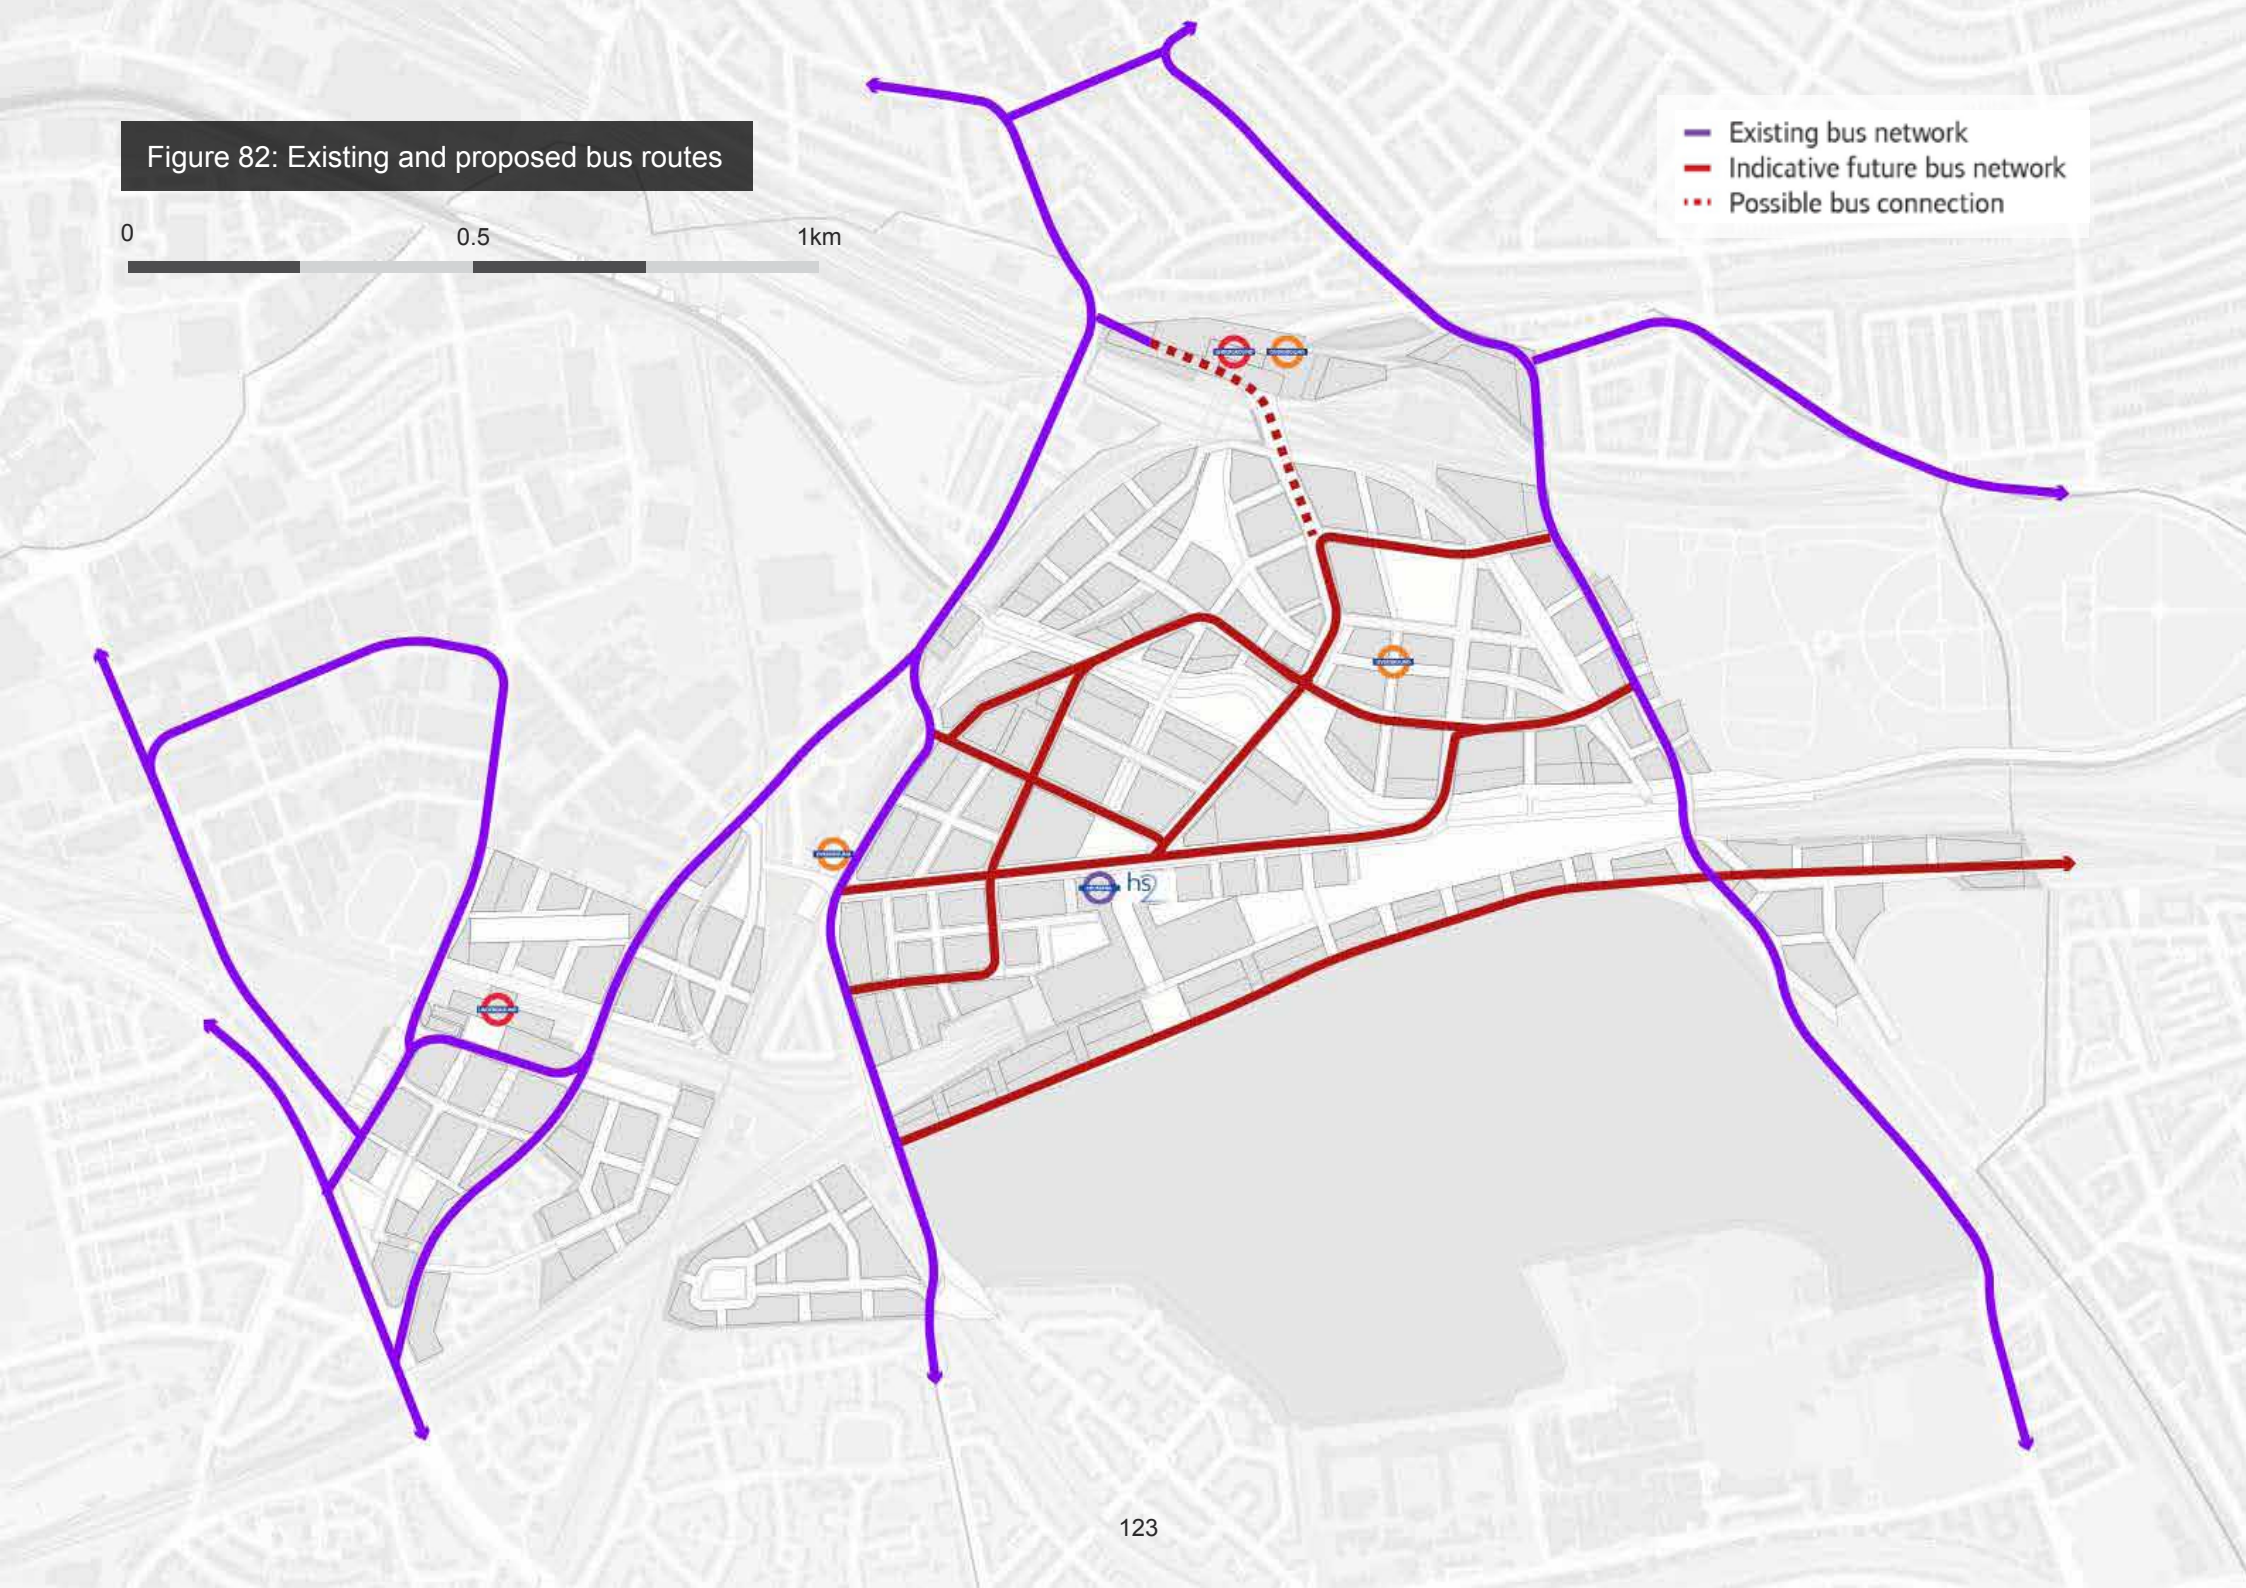 Figure 82: Existing and proposed bus routes
0
0.5
1km
Existing bus network
Indicative future bus network
Possible bus connection
hs2
123